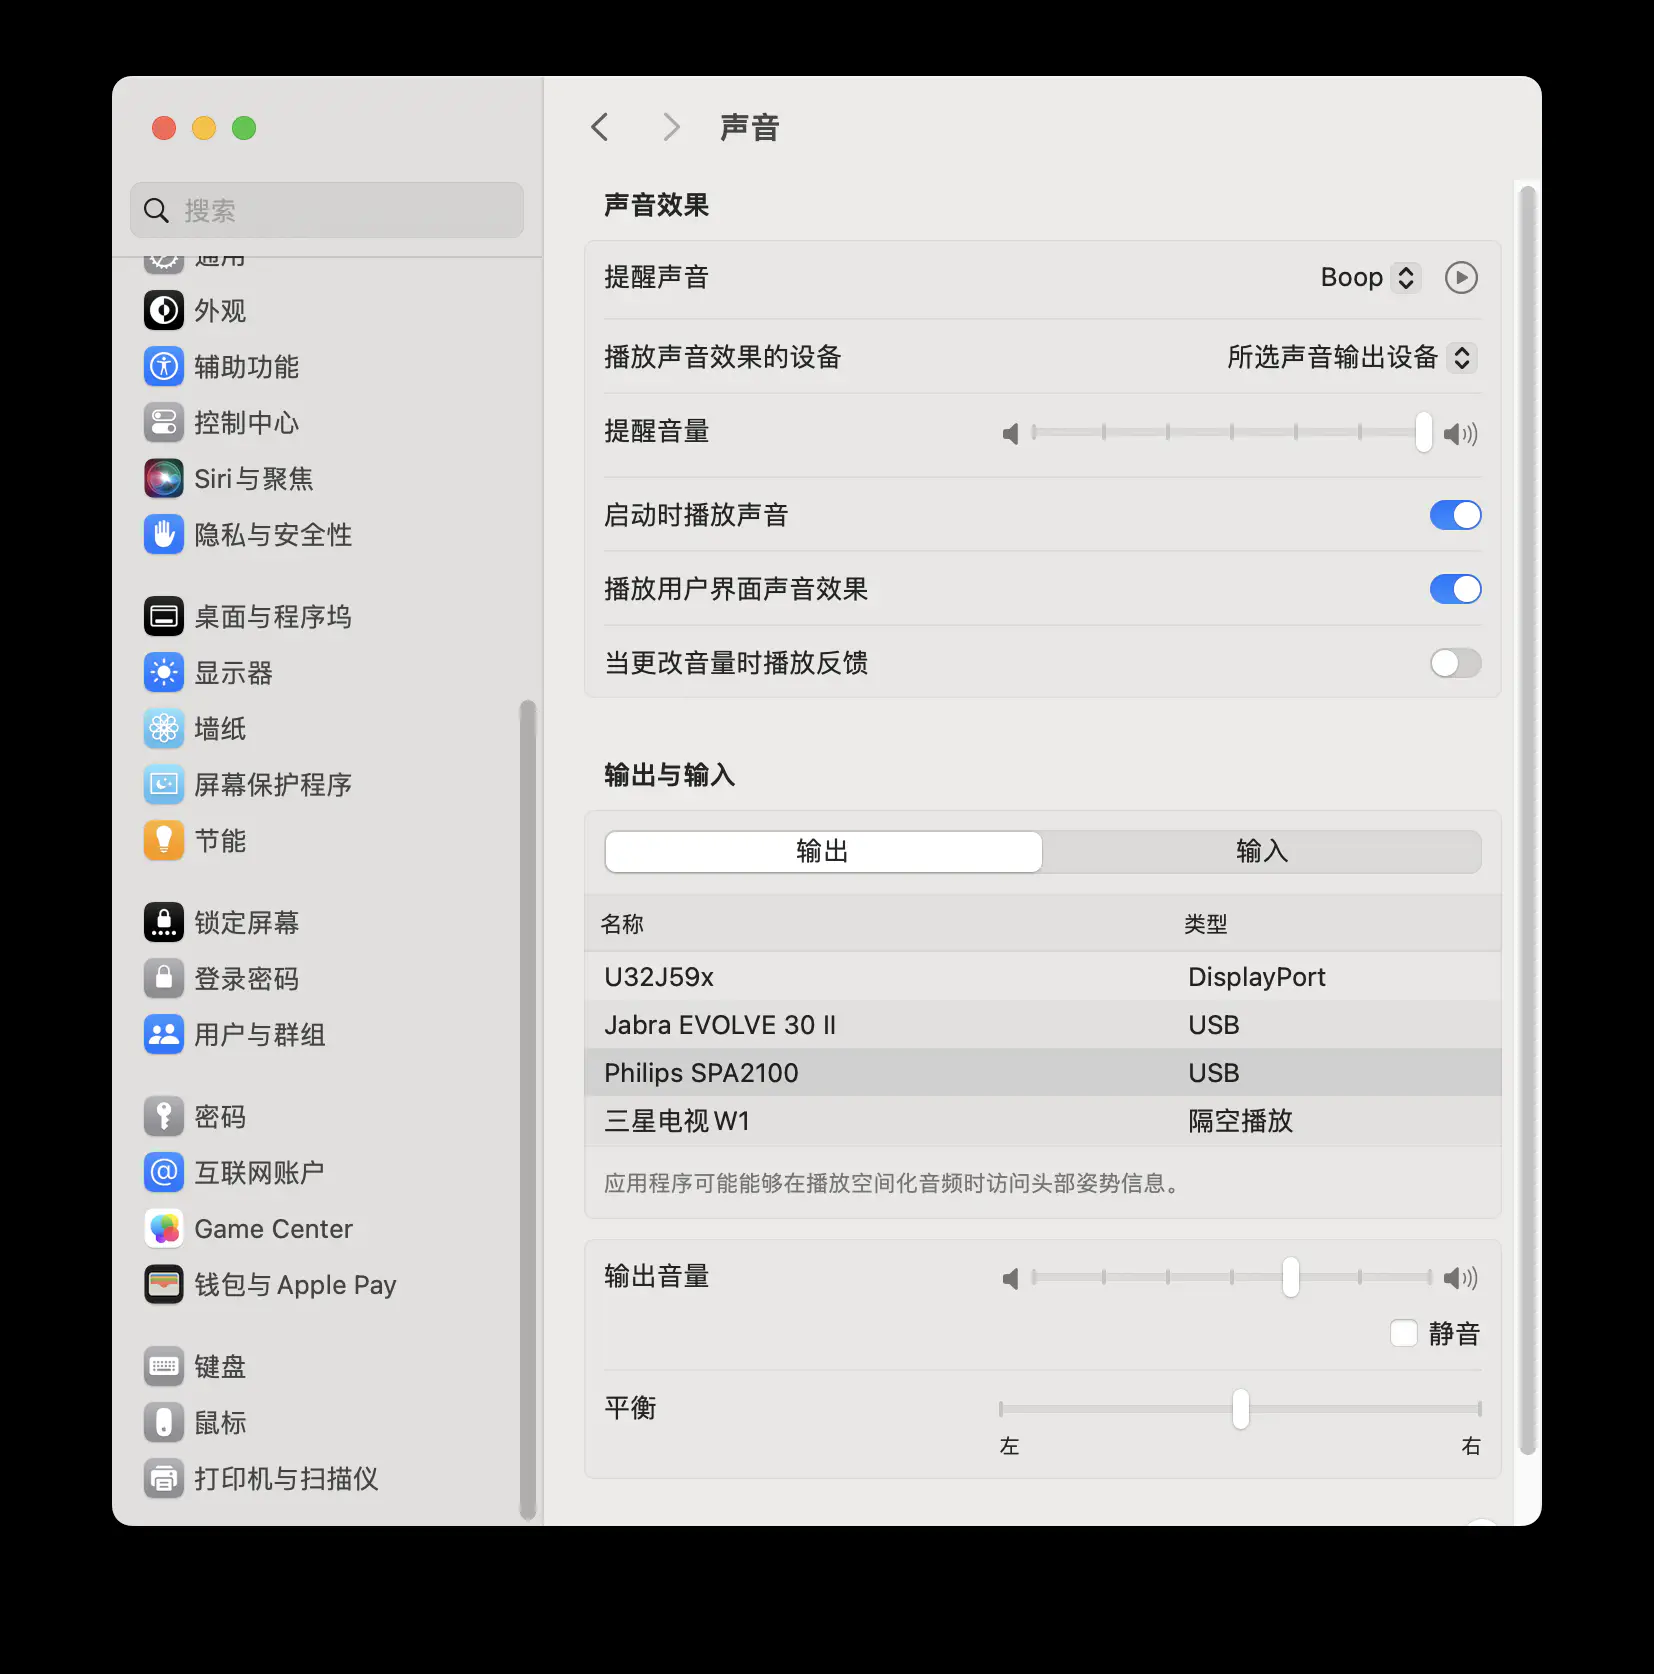 声音
搜索
通用
外观
辅助功能
控制中心
Siri与聚焦
隐私与安全性
桌面与程序坞
显示器
墙纸
屏幕保护程序
节能
锁定屏幕
登录密码
用户与群组
密码
互联网账户
Game Center
钱包与 Apple Pay
键盘
鼠标
打印机与扫描仪
声音效果
提醒声音 Boop
播放声音效果的设备 所选声音输出设备
提醒音量
启动时播放声音
播放用户界面声音效果
当更改音量时播放反馈
输出与输入
输出 输入
名称 类型
U32J59x DisplayPort
Jabra EVOLVE 30 II USB
Philips SPA2100 USB
三星电视 W1 隔空播放
应用程序可能能够在播放空间化音频时访问头部姿势信息。
输出音量
静音
平衡
左 右